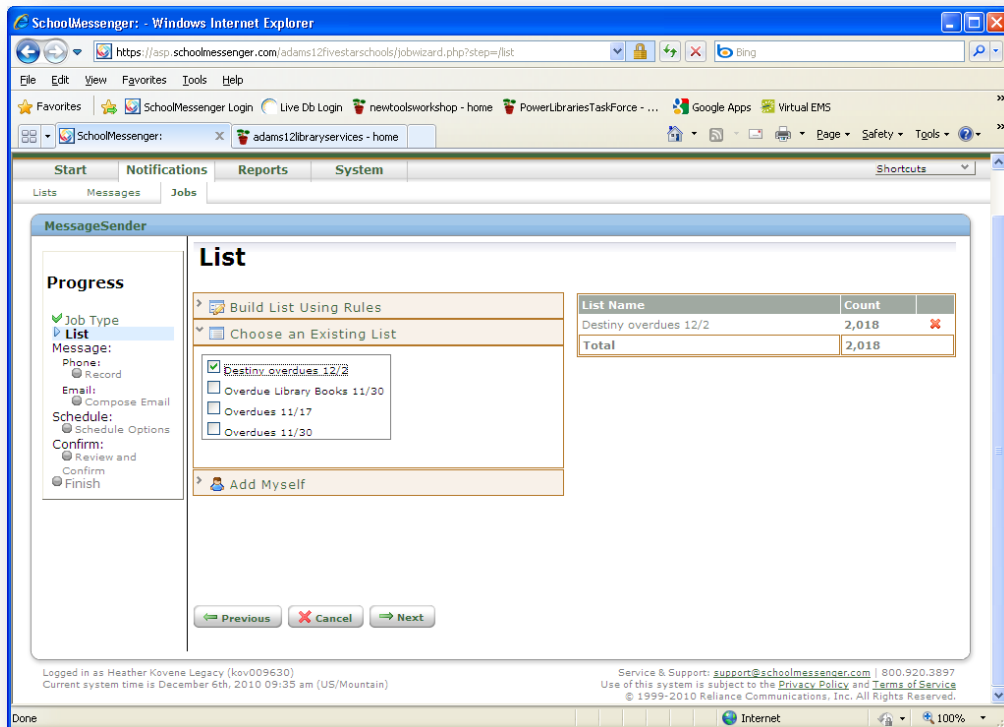 SchoolMessenger: - Windows Internet Explorer
https://asp.schoolmessenger.com/adams12fivestarschools/jobwizard.php?step=/list
Bing
File Edit View Favorites Tools Help
Favorites SchoolMessenger Login Live Db Login newtoolsworkshop - home PowerLibrariesTaskForce - ... Google Apps Virtual EMS
SchoolMessenger: adams12libraryservices - home Page Safety Tools
Start Notifications Reports System Shortcuts
Lists Messages Jobs
MessageSender
List
Progress
Job Type
List
Message:
Phone:
Record
Email:
Compose Email
Schedule:
Schedule Options
Confirm:
Review and
Confirm
Finish
Build List Using Rules
Choose an Existing List
Destiny overdues 12/2
Overdue Library Books 11/30
Overdues 11/17
Overdues 11/30
Add Myself
List Name Count
Destiny overdues 12/2 2,018
Total 2,018
Previous Cancel Next
Logged in as Heather Kovene Legacy (kov009630)
Current system time is December 6th, 2010 09:35 am (US/Mountain)
Service & Support: support@schoolmessenger.com | 800.920.3897
Use of this system is subject to the Privacy Policy and Terms of Service
© 1999-2010 Reliance Communications, Inc. All Rights Reserved.
Done Internet 100%